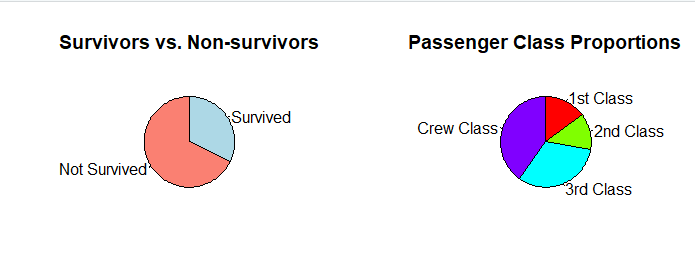 Survivors vs. Non-survivors
Survived
Not Survived
Passenger Class Proportions
1st Class
2nd Class
Crew Class
3rd Class